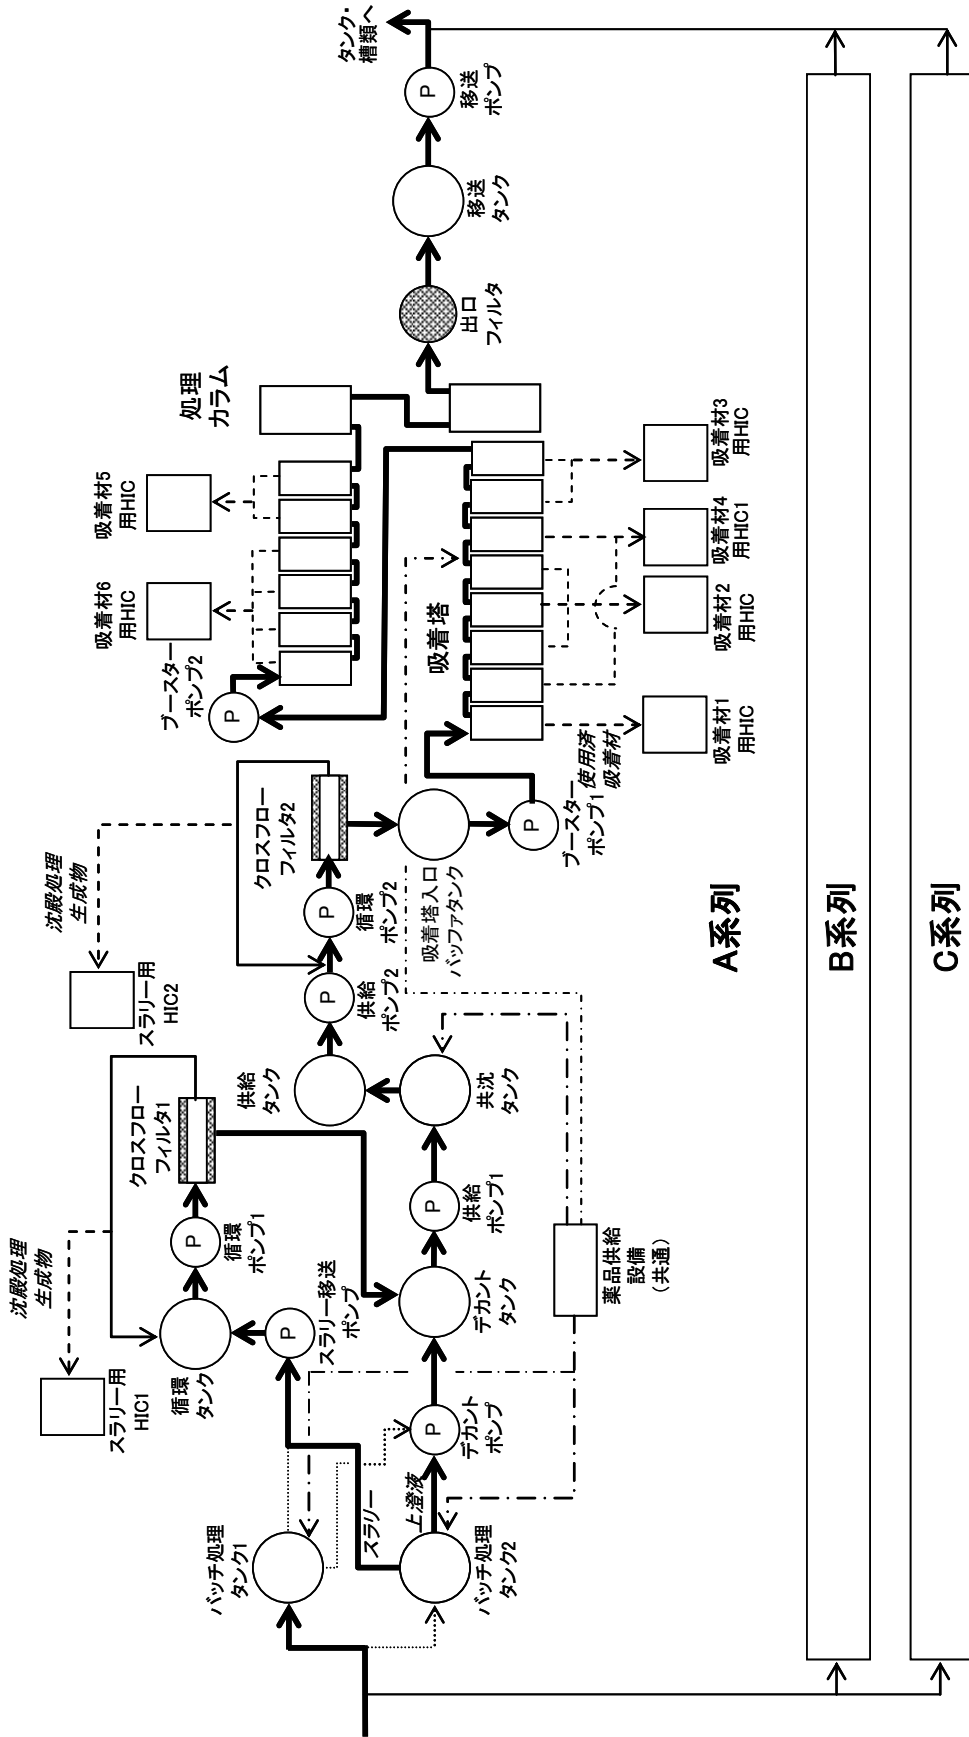 沈殿処理
生成物
スラリー用
HIC1
循環
タンク
P
循環
ポンプ1
クロスフロー
フィルタ1
P
スラリー移送
ポンプ
沈殿処理
生成物
スラリー用
HIC2
クロスフロー
フィルタ2
P
循環
ポンプ2
P
供給
ポンプ2
供給
タンク
バッチ処理
タンク1
スラリー
上澄液
バッチ処理
タンク2
P
デカント
ポンプ
デカント
タンク
P
供給
ポンプ1
共沈
タンク
薬品供給
設備
(共通)
吸着塔入口
バッファタンク
P
ブースター
ポンプ1
使用済
吸着材
吸着塔
P
ブースター
ポンプ2
吸着材6
用HIC
吸着材5
用HIC
処理
カラム
吸着材1
用HIC
吸着材2
用HIC
吸着材4
用HIC1
吸着材3
用HIC
出口
フィルタ
移送
タンク
P
移送
ポンプ
タンク・
槽類へ
A系列
B系列
C系列